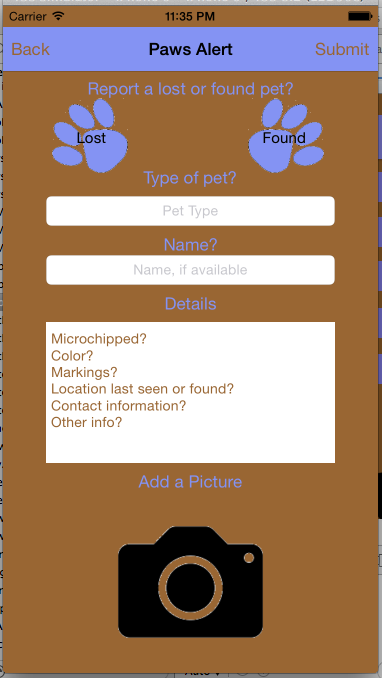 Carrier 11:35 PM
Back Paws Alert Submit
Report a lost or found pet?
Lost Found
Type of pet?
Pet Type
Name?
Name, if available
Details
Microchipped?
Color?
Markings?
Location last seen or found?
Contact information?
Other info?
Add a Picture